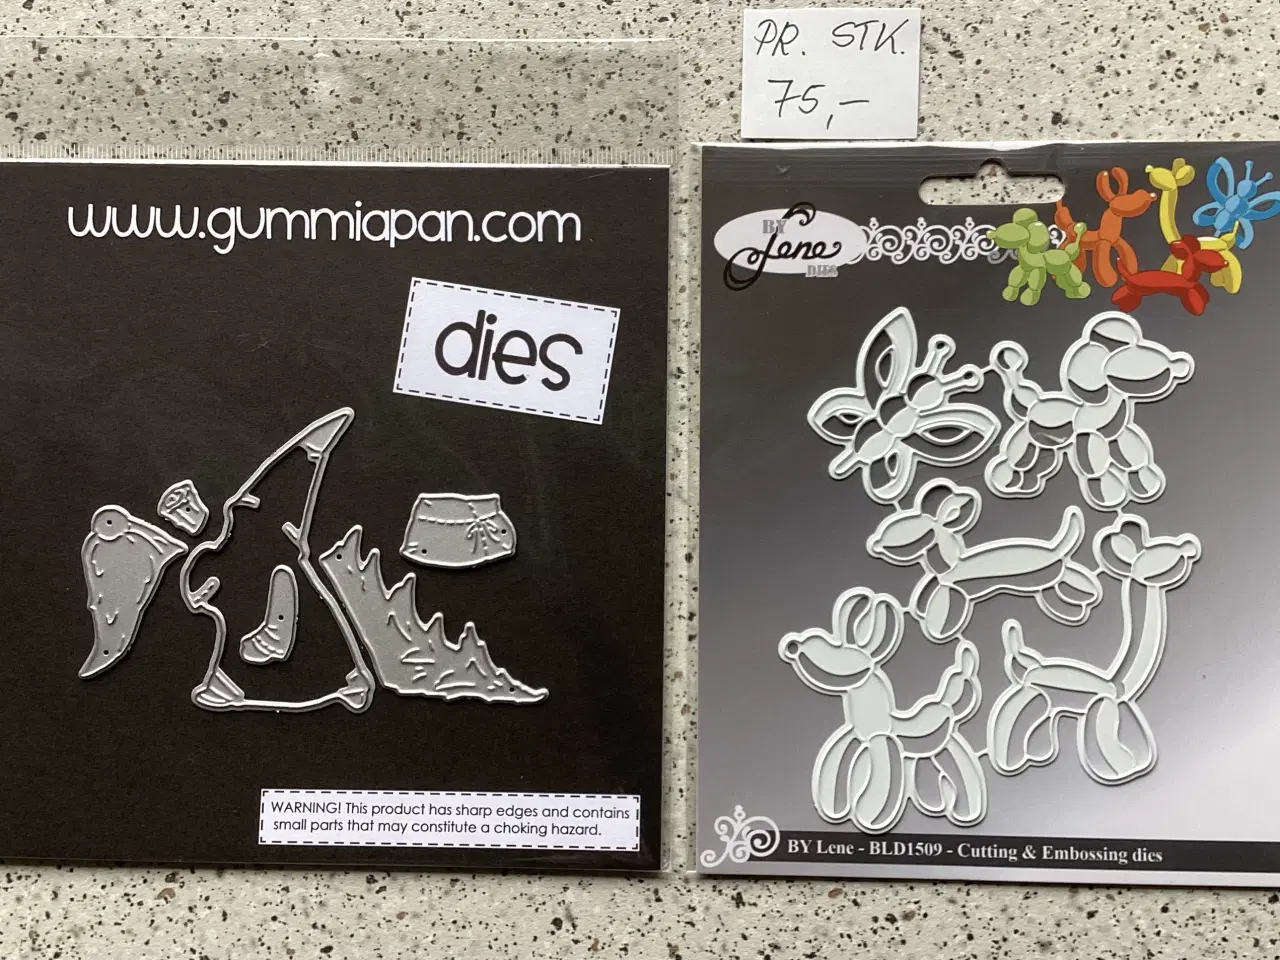 PR. STK.
75,-
www.gummiapan.com
dies
WARNING! This product has sharp edges and contains
small parts that may constitute a choking hazard.
BY
Lene
DIES
BY Lene - BLD1509 - Cutting & Embossing dies